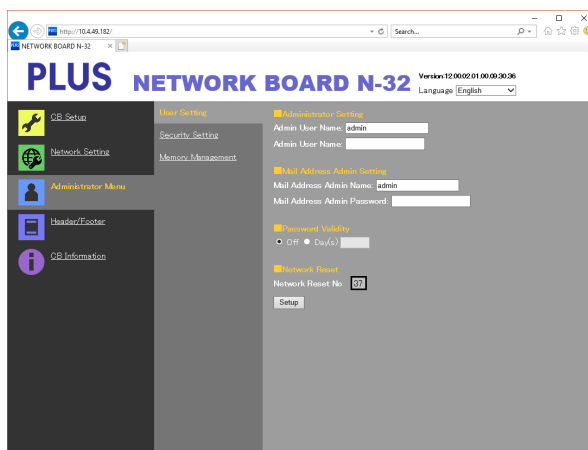 http://10.4.49.182/
Search...
NETWORK BOARD N-32
PLUS NETWORK BOARD N-32
Version:12.00.02.01.00.09.30.36
Language English
CB Setup
Network Setting
Administrator Menu
Header/Footer
CB Information
User Setting
Security Setting
Memory Management
Administrator Setting
Admin User Name: admin
Admin User Name:
Mail Address Admin Setting
Mail Address Admin Name: admin
Mail Address Admin Password:
Password Validity
Off Day(s)
Network Reset
Network Reset No 37
Setup